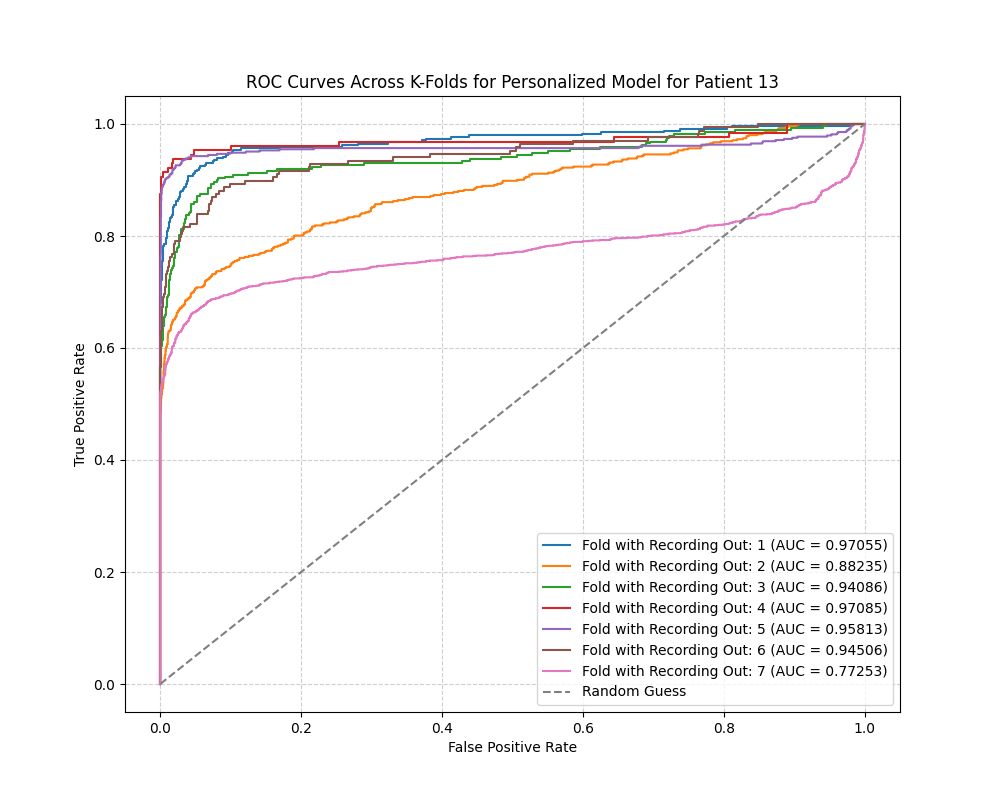 ROC Curves Across K-Folds for Personalized Model for Patient 13
True Positive Rate
1.0
0.8
0.6
0.4
0.2
0.0
Fold with Recording Out: 1 (AUC = 0.97055)
Fold with Recording Out: 2 (AUC = 0.88235)
Fold with Recording Out: 3 (AUC = 0.94086)
Fold with Recording Out: 4 (AUC = 0.97085)
Fold with Recording Out: 5 (AUC = 0.95813)
Fold with Recording Out: 6 (AUC = 0.94506)
Fold with Recording Out: 7 (AUC = 0.77253)
Random Guess
0.0 0.2 0.4 0.6 0.8 1.0
False Positive Rate